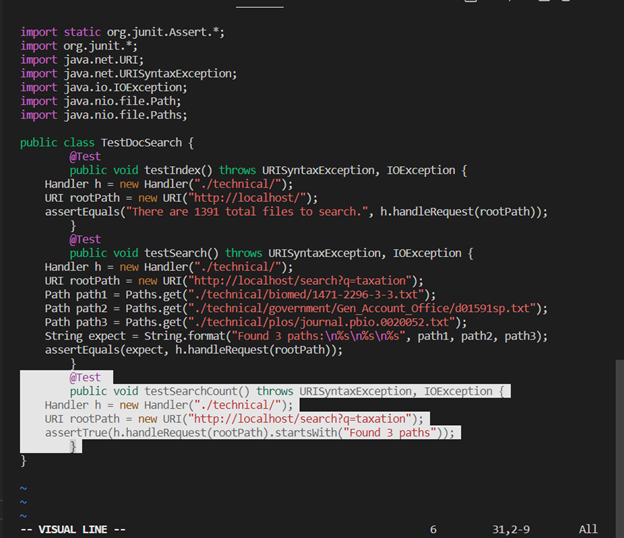 import static org.junit.Assert.*;
import org.junit.*;
import java.net.URI;
import java.net.URISyntaxException;
import java.io.IOException;
import java.nio.file.Path;
import java.nio.file.Paths;

public class TestDocSearch {
        @Test
        public void testIndex() throws URISyntaxException, IOException {
    Handler h = new Handler("./technical/");
    URI rootPath = new URI("http://localhost/");
    assertEquals("There are 1391 total files to search.", h.handleRequest(rootPath));
        }
        @Test
        public void testSearch() throws URISyntaxException, IOException {
    Handler h = new Handler("./technical/");
    URI rootPath = new URI("http://localhost/search?q=taxation");
    Path path1 = Paths.get("./technical/biomed/1471-2296-3-3.txt");
    Path path2 = Paths.get("./technical/government/Gen_Account_Office/d01591sp.txt");
    Path path3 = Paths.get("./technical/plos/journal.pbio.0020052.txt");
    String expect = String.format("Found 3 paths:\n%s\n%s\n%s", path1, path2, path3);
    assertEquals(expect, h.handleRequest(rootPath));
        }
        @Test
        public void testSearchCount() throws URISyntaxException, IOException {
    Handler h = new Handler("./technical/");
    URI rootPath = new URI("http://localhost/search?q=taxation");
    assertTrue(h.handleRequest(rootPath).startsWith("Found 3 paths"));
        }
}
~
~
~
-- VISUAL LINE -- 6 31,2-9 All